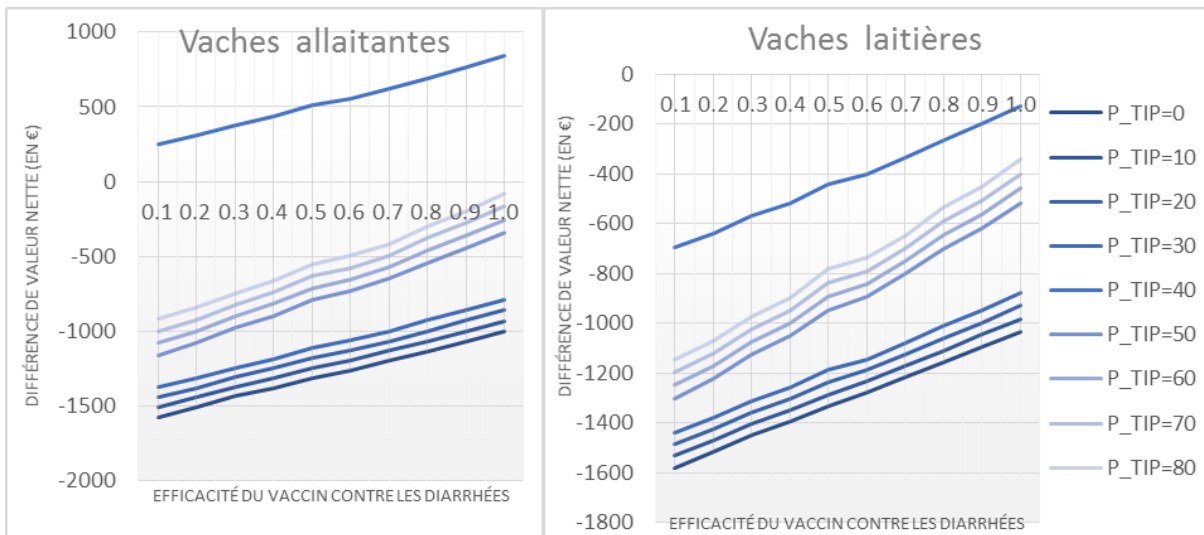 Vaches allaitantes
DIFFÉRENCE DE VALEUR NETTE (EN €)
1000
500
0
-500
-1000
-1500
-2000
0.1 0.2 0.3 0.4 0.5 0.6 0.7 0.8 0.9 1.0
EFFICACITÉ DU VACCIN CONTRE LES DIARRHÉES
Vaches laitières
DIFFÉRENCE DE VALEUR NETTE (EN €)
0
-200
-400
-600
-800
-1000
-1200
-1400
-1600
-1800
0.1 0.2 0.3 0.4 0.5 0.6 0.7 0.8 0.9 1.0
EFFICACITÉ DU VACCIN CONTRE LES DIARRHÉES
P_TIP=0
P_TIP=10
P_TIP=20
P_TIP=30
P_TIP=40
P_TIP=50
P_TIP=60
P_TIP=70
P_TIP=80